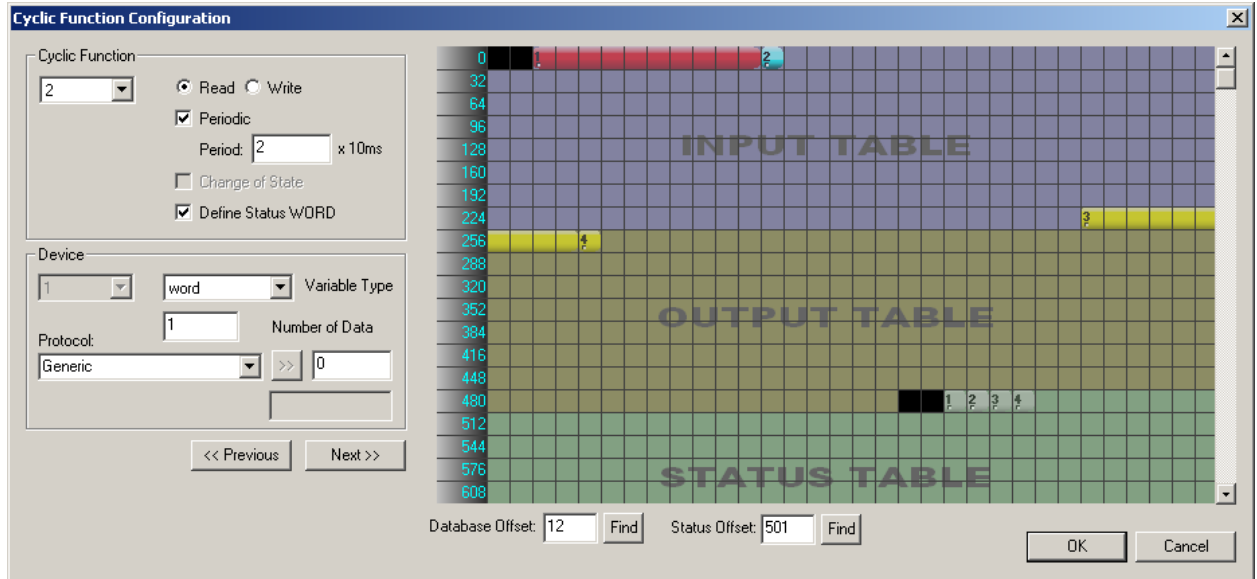 Cyclic Function Configuration
Cyclic Function
2
Read
Write
Periodic
Period: 2 x 10ms
Change of State
Define Status WORD
Device
1
word
Variable Type
1
Number of Data
Protocol:
Generic
>>
0
<< Previous
Next >>
0
32
64
96
128
160
192
224
256
288
320
352
384
416
448
480
512
544
576
608
1
2
INPUT TABLE
3
4
OUTPUT TABLE
1 2 3 4
STATUS TABLE
Database Offset: 12 Find
Status Offset: 501 Find
OK
Cancel